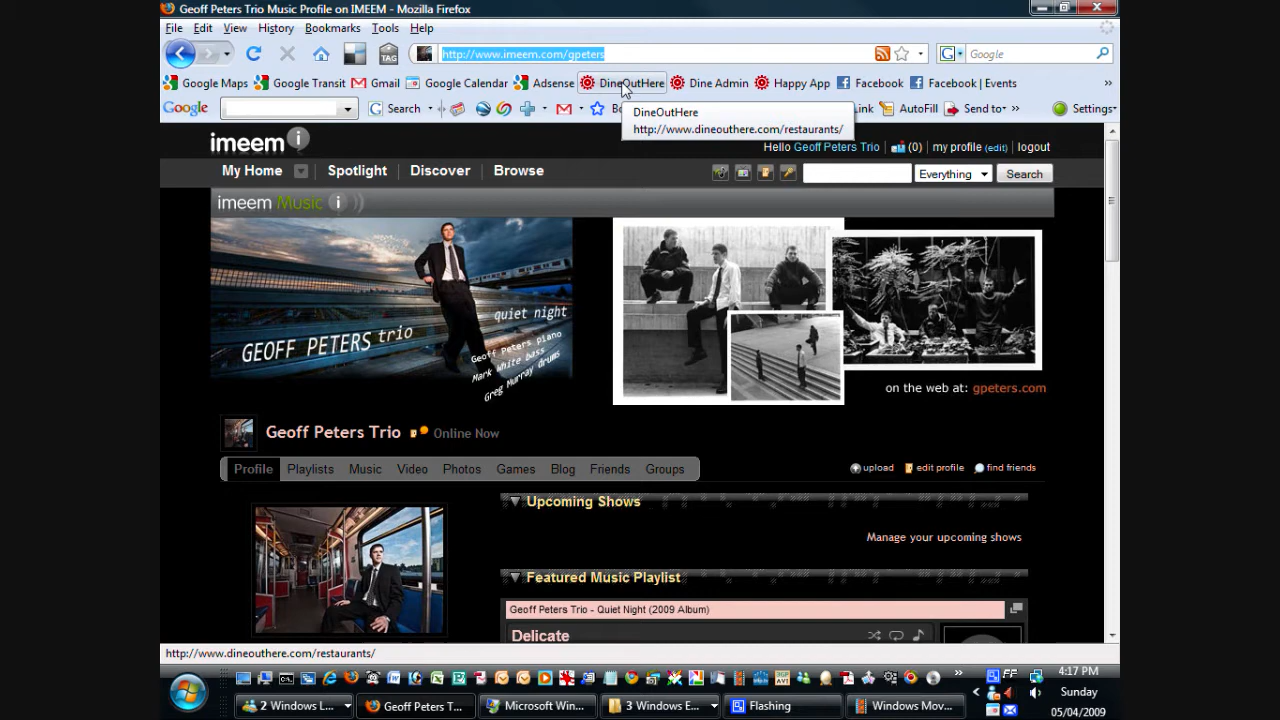 Geoff Peters Trio Music Profile on IMEEM - Mozilla Firefox
File Edit View History Bookmarks Tools Help
TAG http://www.imeem.com/gpeters G Google
Google Maps Google Transit Gmail Google Calendar Adsense DineOutHere Dine Admin Happy App Facebook Facebook | Events »
Google G Search AutoFill Send to Settings
DineOutHere
http://www.dineouthere.com/restaurants/
imeem i
Hello Geoff Peters Trio (0) my profile (edit) logout
My Home Spotlight Discover Browse Everything Search
imeem Music i
GEOFF PETERS trio
quiet night
Geoff Peters piano
Mark white bass
Greg Murray drums
on the web at: gpeters.com
Geoff Peters Trio Online Now
Profile Playlists Music Video Photos Games Blog Friends Groups
upload edit profile find friends
Upcoming Shows
Manage your upcoming shows
Featured Music Playlist
Geoff Peters Trio - Quiet Night (2009 Album)
Delicate
http://www.dineouthere.com/restaurants/
4:17 PM
Sunday
05/04/2009
2 Windows L... Geoff Peters T... Microsoft Win... 3 Windows E... Flashing Windows Mov...